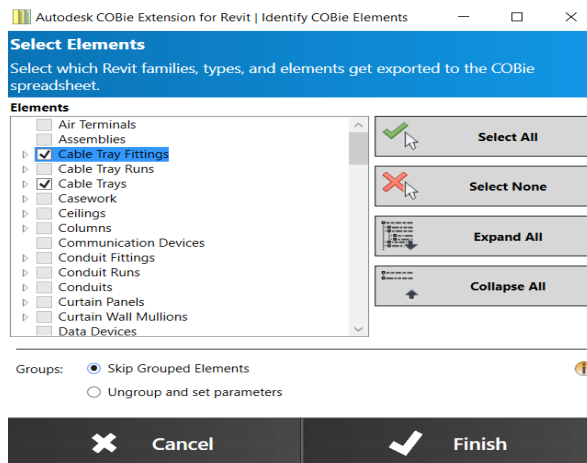 Autodesk COBie Extension for Revit | Identify COBie Elements
Select Elements
Select which Revit families, types, and elements get exported to the COBie
spreadsheet.
Elements
Air Terminals
Assemblies
Cable Tray Fittings
Cable Tray Runs
Cable Trays
Casework
Ceilings
Columns
Communication Devices
Conduit Fittings
Conduit Runs
Conduits
Curtain Panels
Curtain Wall Mullions
Data Devices
Select All
Select None
Expand All
Collapse All
Groups:
Skip Grouped Elements
Ungroup and set parameters
Cancel
Finish